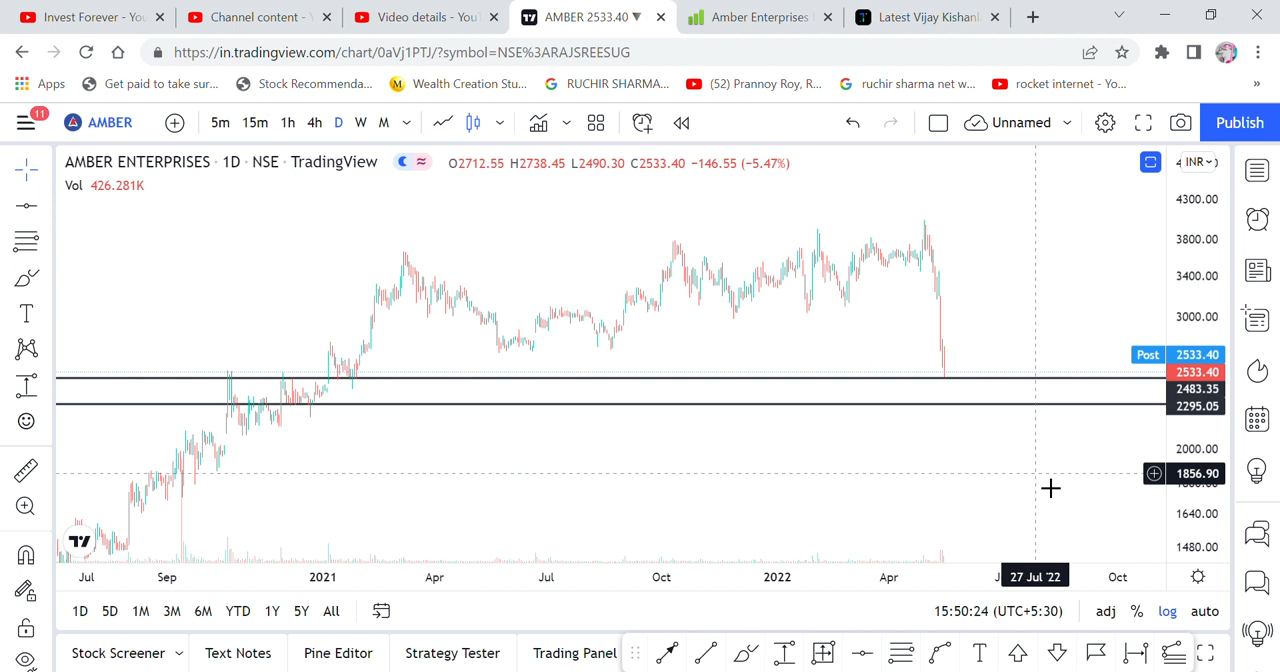 Invest Forever - You
Channel content -
Video details - You
AMBER 2533.40 ▼
Amber Enterprises
Latest Vijay Kishanl
https://in.tradingview.com/chart/0aVj1PTJ/?symbol=NSE%3ARAJSREESUG
Apps
Get paid to take sur...
Stock Recommenda...
Wealth Creation Stu...
RUCHIR SHARMA...
(52) Prannoy Roy, R...
ruchir sharma net w...
rocket internet - Yo...
»
11
AMBER
5m 15m 1h 4h D W M
Unnamed
Publish
AMBER ENTERPRISES · 1D · NSE · TradingView
O2712.55 H2738.45 L2490.30 C2533.40 −146.55 (−5.47%)
INR
Vol 426.281K
4300.00
3800.00
3400.00
3000.00
Post 2533.40
2533.40
2483.35
2295.05
2000.00
1856.90
1640.00
1480.00
Jul Sep 2021 Apr Jul Oct 2022 Apr 27 Jul '22 Oct
1D 5D 1M 3M 6M YTD 1Y 5Y All
15:50:24 (UTC+5:30)
adj % log auto
Stock Screener
Text Notes
Pine Editor
Strategy Tester
Trading Panel